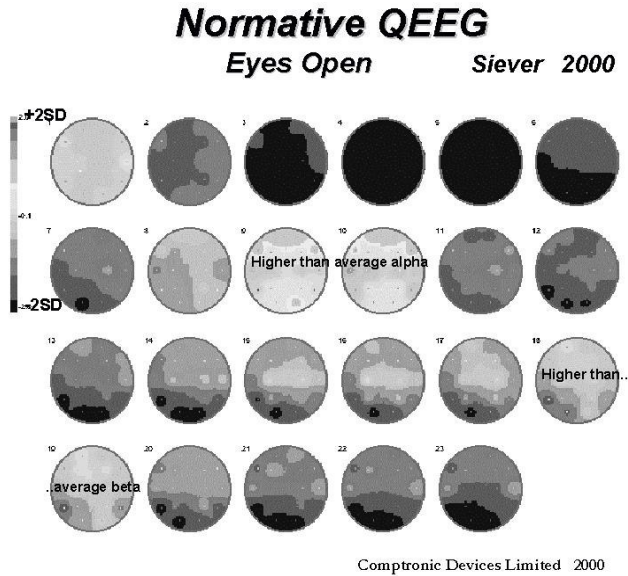 Normative QEEG
Eyes Open Siever 2000
+2SD
2 3 4 5 6
-0.1
7 8 9 10 11 12
Higher than average alpha
-2SD
13 14 15 16 17 18
Higher than..
19 20 21 22 23
..average beta
Comptronic Devices Limited 2000